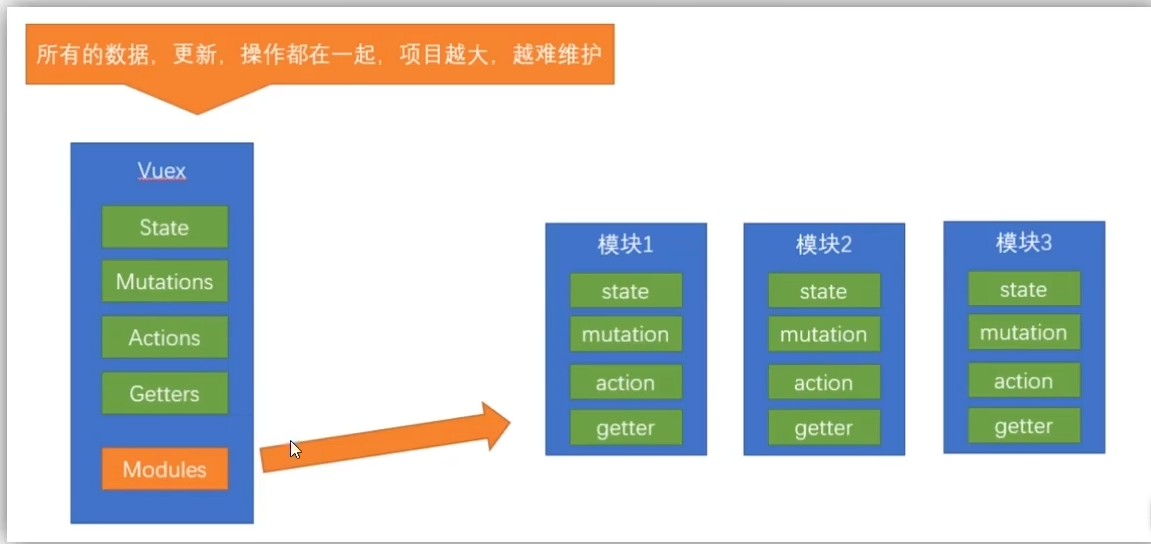 所有的数据，更新，操作都在一起，项目越大，越难维护
Vuex
State
Mutations
Actions
Getters
Modules
模块1
state
mutation
action
getter
模块2
state
mutation
action
getter
模块3
state
mutation
action
getter